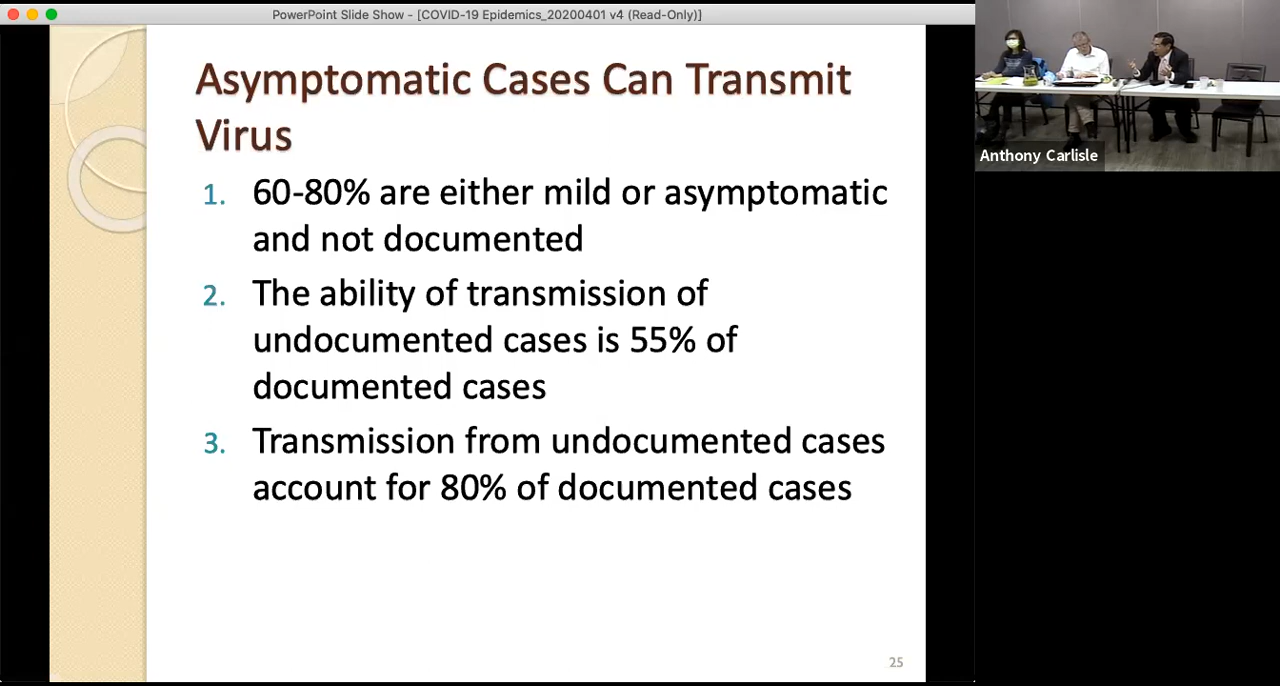 PowerPoint Slide Show - [COVID-19 Epidemics_20200401 v4 (Read-Only)]
Asymptomatic Cases Can Transmit
Virus
1. 60-80% are either mild or asymptomatic
and not documented
2. The ability of transmission of
undocumented cases is 55% of
documented cases
3. Transmission from undocumented cases
account for 80% of documented cases
25
Anthony Carlisle